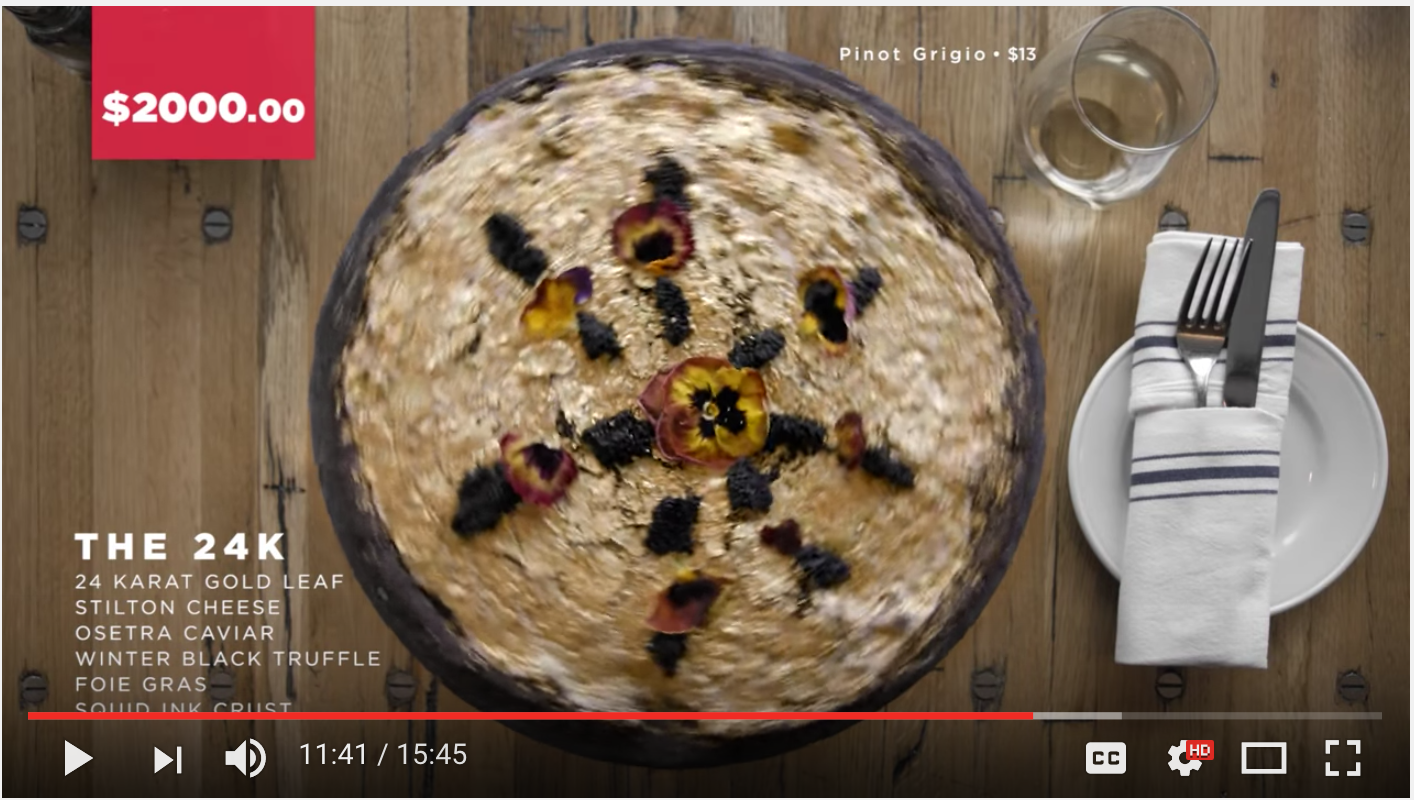 $2000.00
Pinot Grigio • $13
THE 24K
24 KARAT GOLD LEAF
STILTON CHEESE
OSETRA CAVIAR
WINTER BLACK TRUFFLE
FOIE GRAS
SQUID INK CRUST
11:41 / 15:45
CC
HD